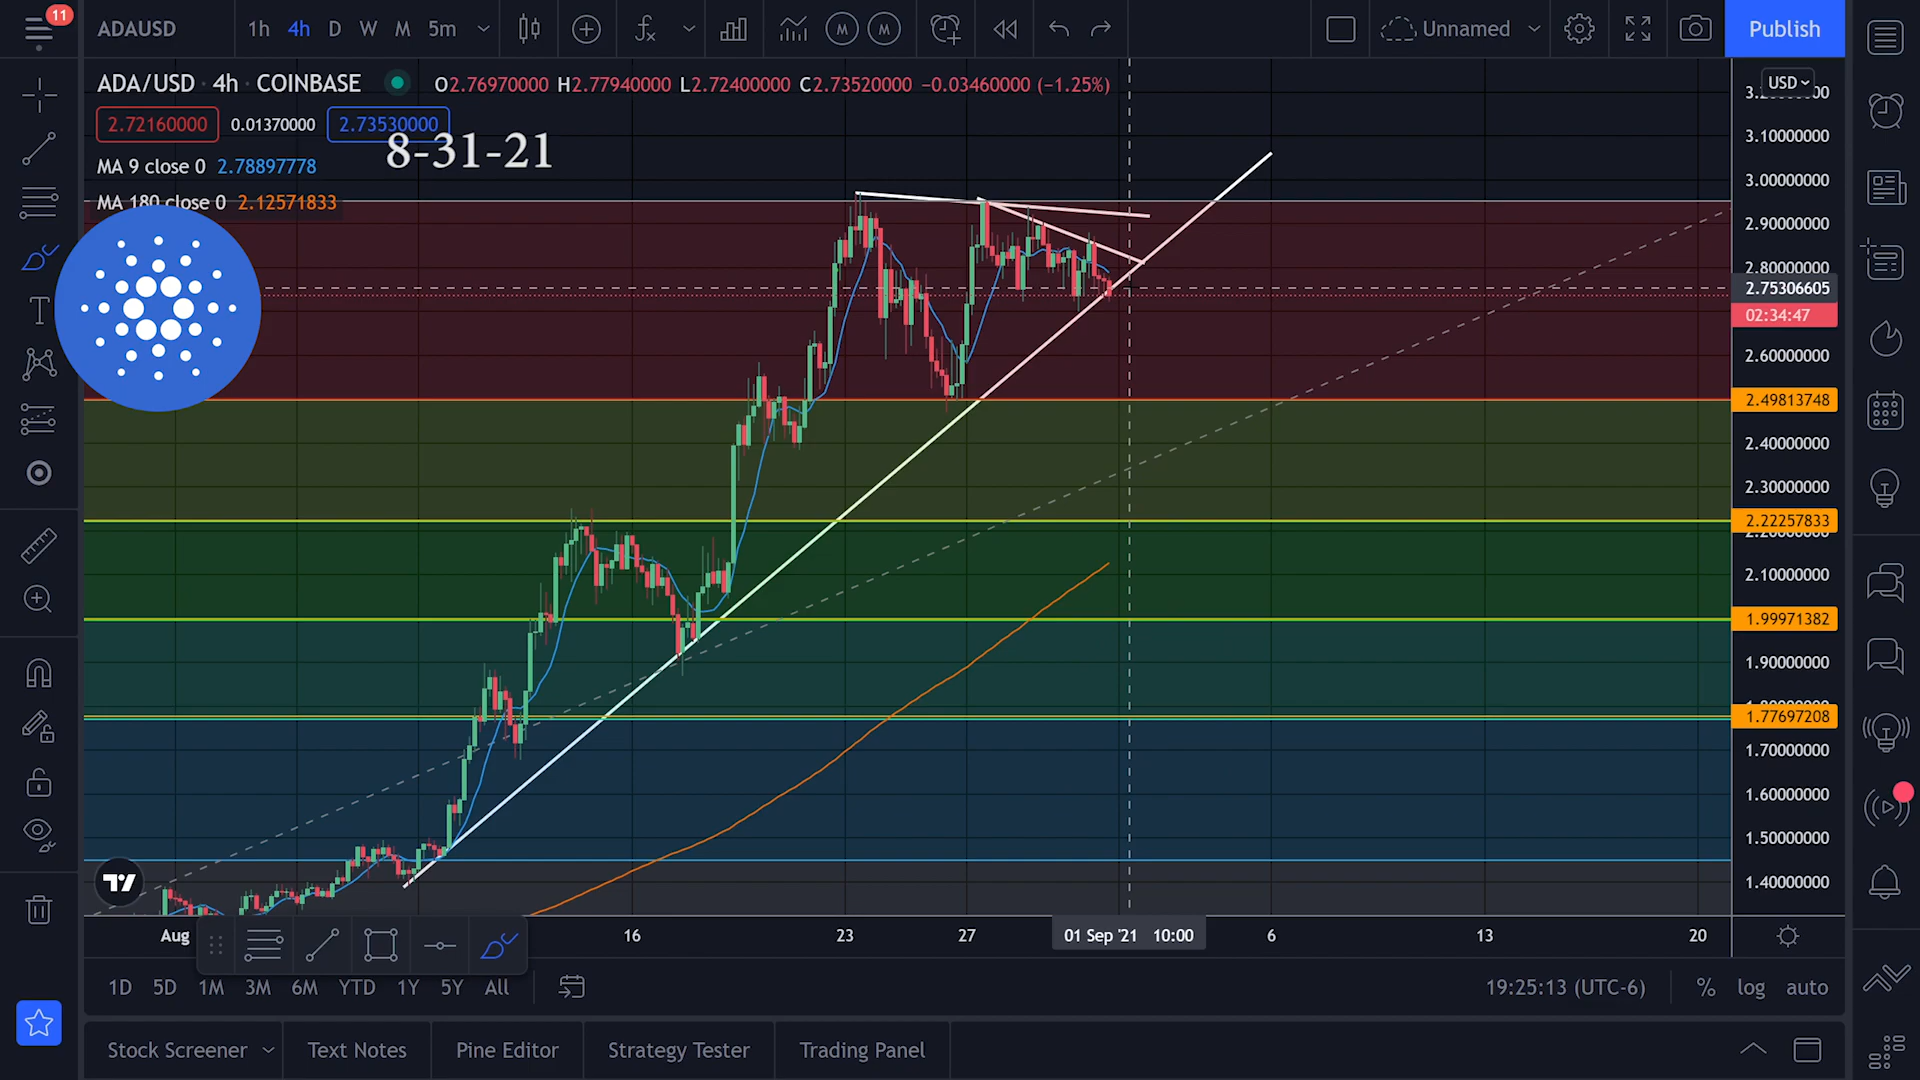 11
ADAUSD 1h 4h D W M 5m Unnamed Publish
ADA/USD · 4h · COINBASE O2.76970000 H2.77940000 L2.72400000 C2.73520000 −0.03460000 (−1.25%)
USD
2.72160000 0.01370000 2.73530000
8-31-21
MA 9 close 0 2.78897778
MA 180 close 0 2.12571833
3.10000000
3.00000000
2.90000000
2.80000000
2.75306605
02:34:47
2.60000000
2.49813748
2.40000000
2.30000000
2.22257833
2.10000000
1.99971382
1.90000000
1.77697208
1.70000000
1.60000000
1.50000000
1.40000000
Aug 16 23 27 01 Sep '21 10:00 6 13 20
1D 5D 1M 3M 6M YTD 1Y 5Y All 19:25:13 (UTC-6) % log auto
Stock Screener Text Notes Pine Editor Strategy Tester Trading Panel